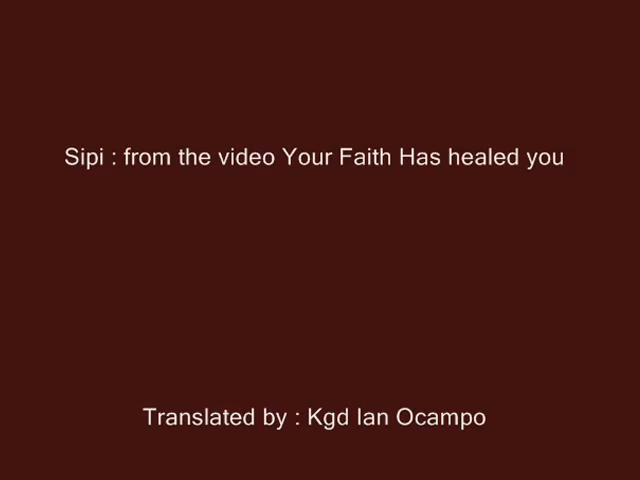 Sipi : from the video Your Faith Has healed you
Translated by : Kgd Ian Ocampo